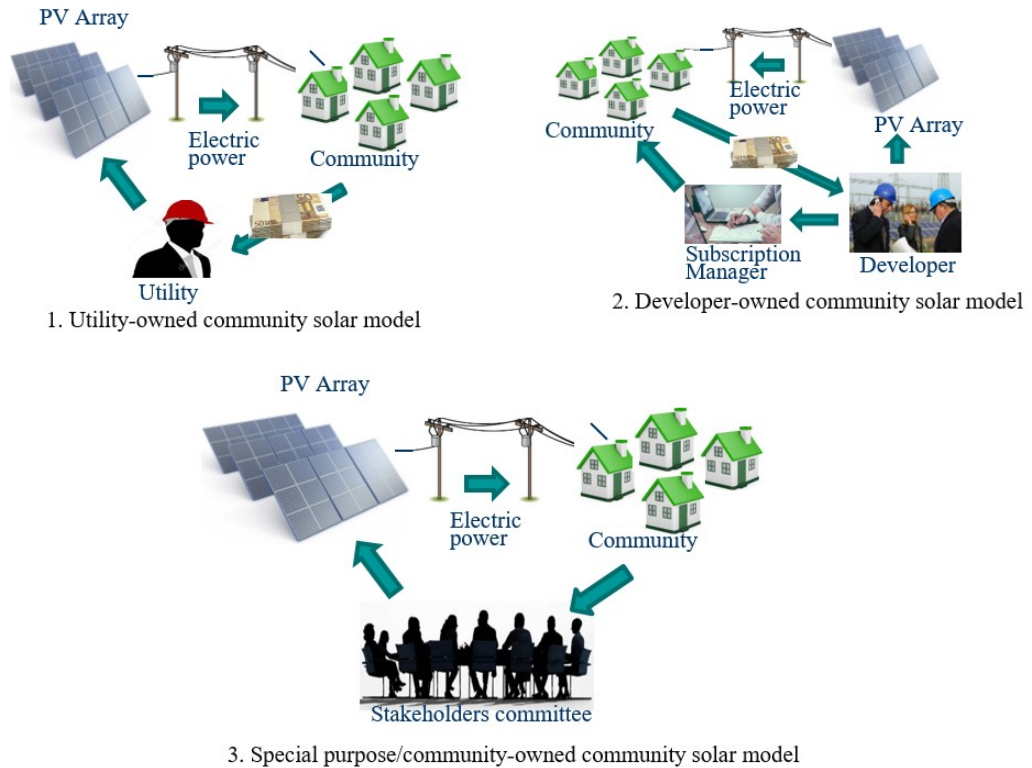 PV Array
Electric
power
Community
Utility
1. Utility-owned community solar model
Electric
power
PV Array
Community
Subscription
Manager
Developer
2. Developer-owned community solar model
PV Array
Electric
power
Community
Stakeholders committee
3. Special purpose/community-owned community solar model